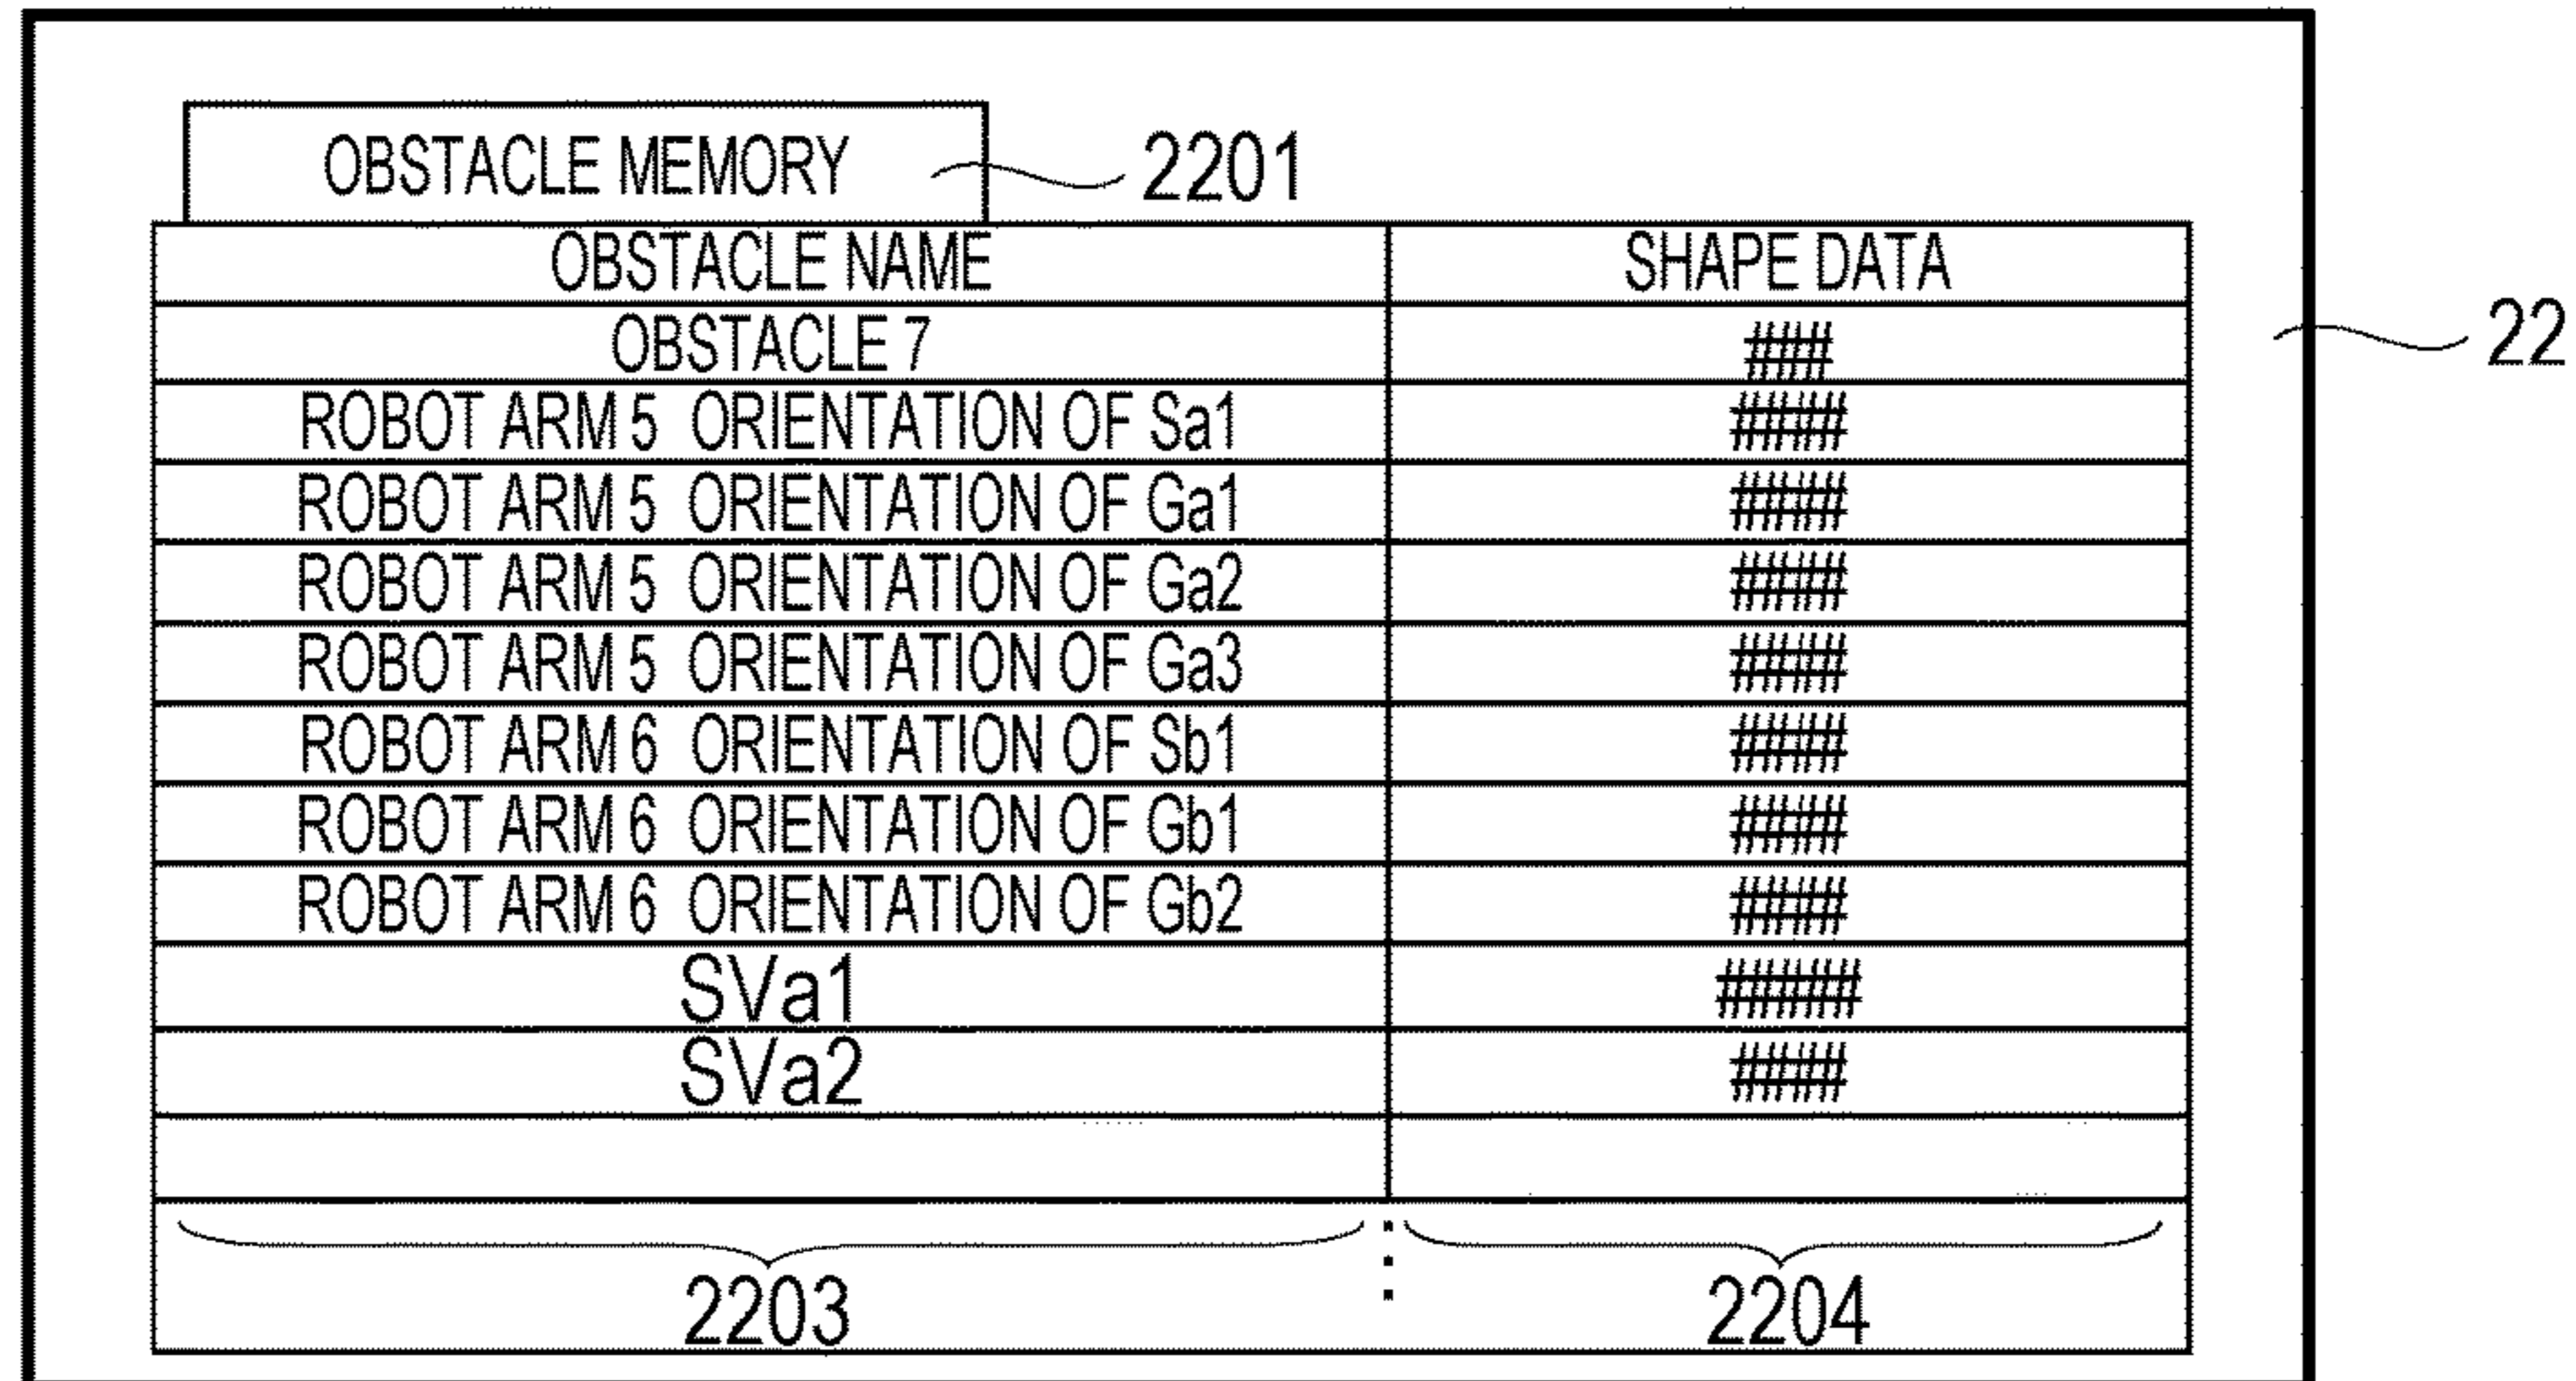 OBSTACLE MEMORY 2201
OBSTACLE NAME SHAPE DATA
OBSTACLE 7 ##### 22
ROBOT ARM 5 ORIENTATION OF Sa1 #######
ROBOT ARM 5 ORIENTATION OF Ga1 #######
ROBOT ARM 5 ORIENTATION OF Ga2 #######
ROBOT ARM 5 ORIENTATION OF Ga3 #######
ROBOT ARM 6 ORIENTATION OF Sb1 #######
ROBOT ARM 6 ORIENTATION OF Gb1 #######
ROBOT ARM 6 ORIENTATION OF Gb2 #######
SVa1 #########
SVa2 #######
2203 2204